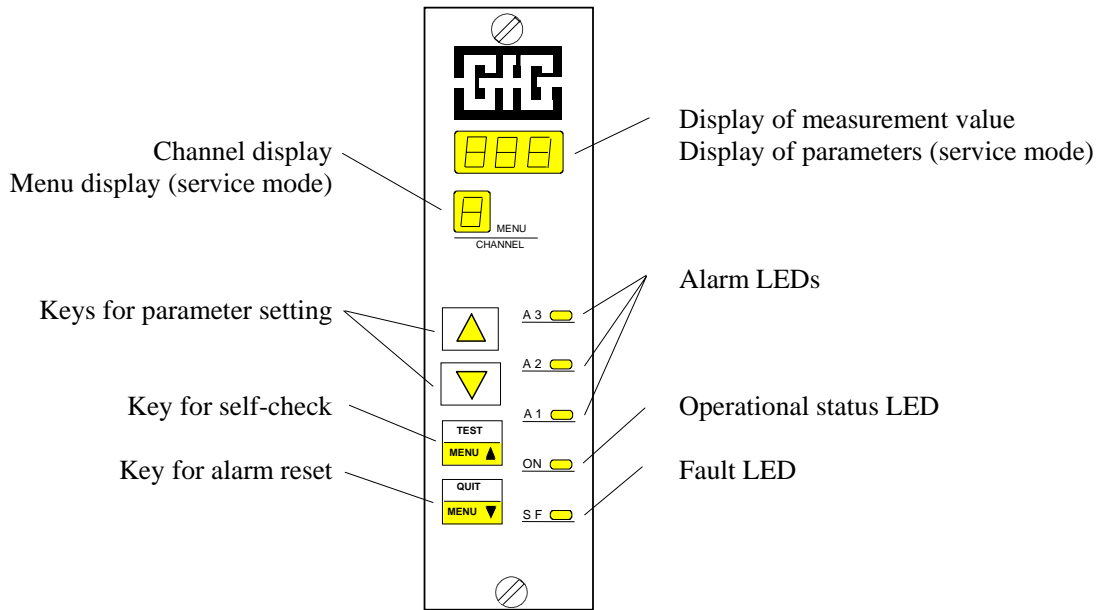 GfG
Display of measurement value
Display of parameters (service mode)
Channel display
Menu display (service mode)
MENU
CHANNEL
Alarm LEDs
Keys for parameter setting
A 3
A 2
A 1
Key for self-check
TEST
MENU ▲
Operational status LED
ON
Key for alarm reset
QUIT
MENU ▼
Fault LED
S F